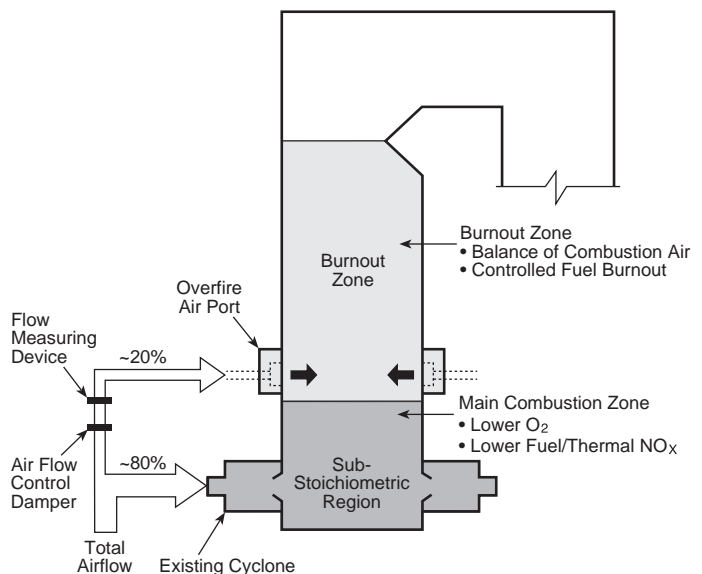 Burnout Zone
• Balance of Combustion Air
• Controlled Fuel Burnout
Burnout
Zone
Overfire
Air Port
Flow
Measuring
Device
~20%
Main Combustion Zone
• Lower O₂
• Lower Fuel/Thermal NOₓ
Air Flow
Control
Damper
~80%
Sub-
Stoichiometric
Region
Total
Airflow
Existing Cyclone